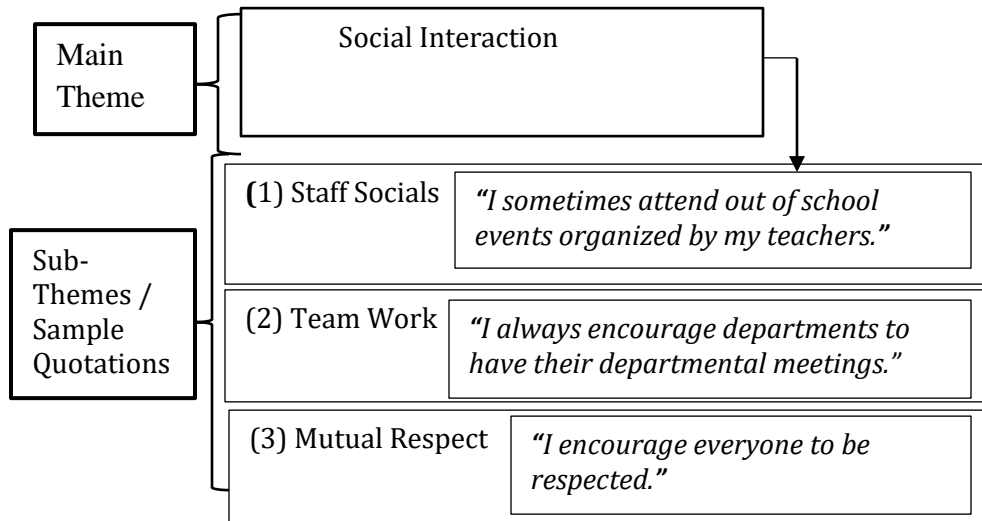 Main
Theme
Social Interaction
Sub-
Themes /
Sample
Quotations
(1) Staff Socials
“I sometimes attend out of school
events organized by my teachers.”
(2) Team Work
“I always encourage departments to
have their departmental meetings.”
(3) Mutual Respect
“I encourage everyone to be
respected.”